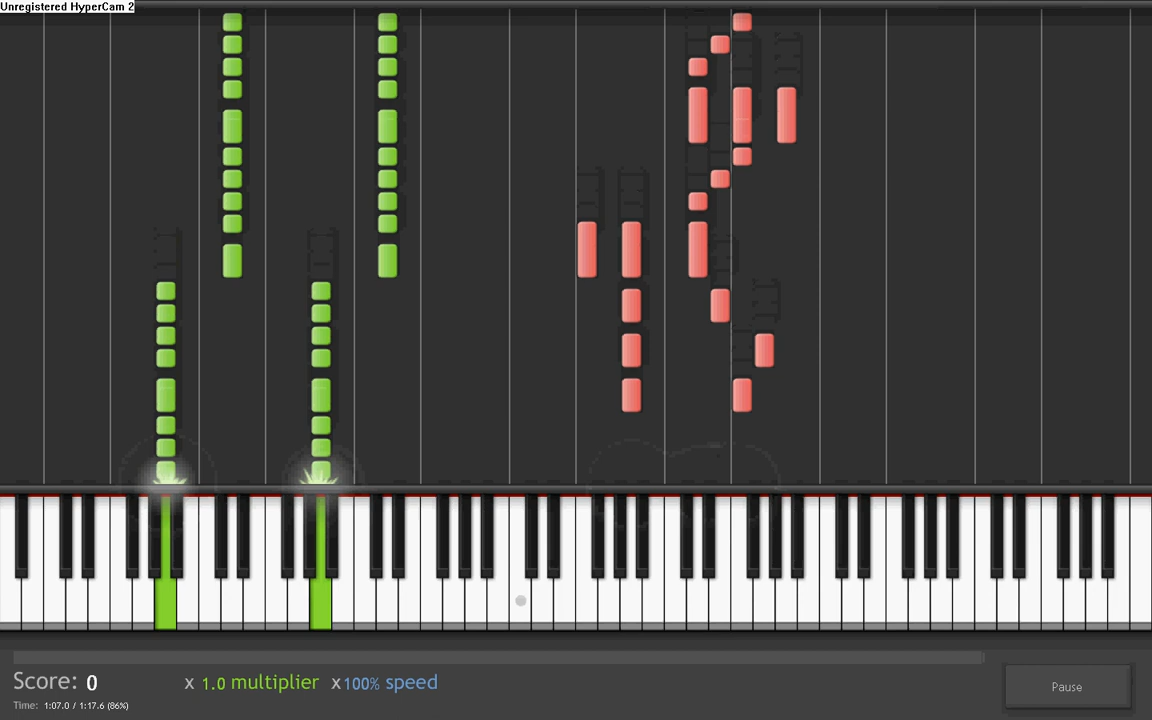 Unregistered HyperCam 2
Score: 0 x 1.0 multiplier x100% speed
Pause
Time: 1:07.0 / 1:17.6 (86%)